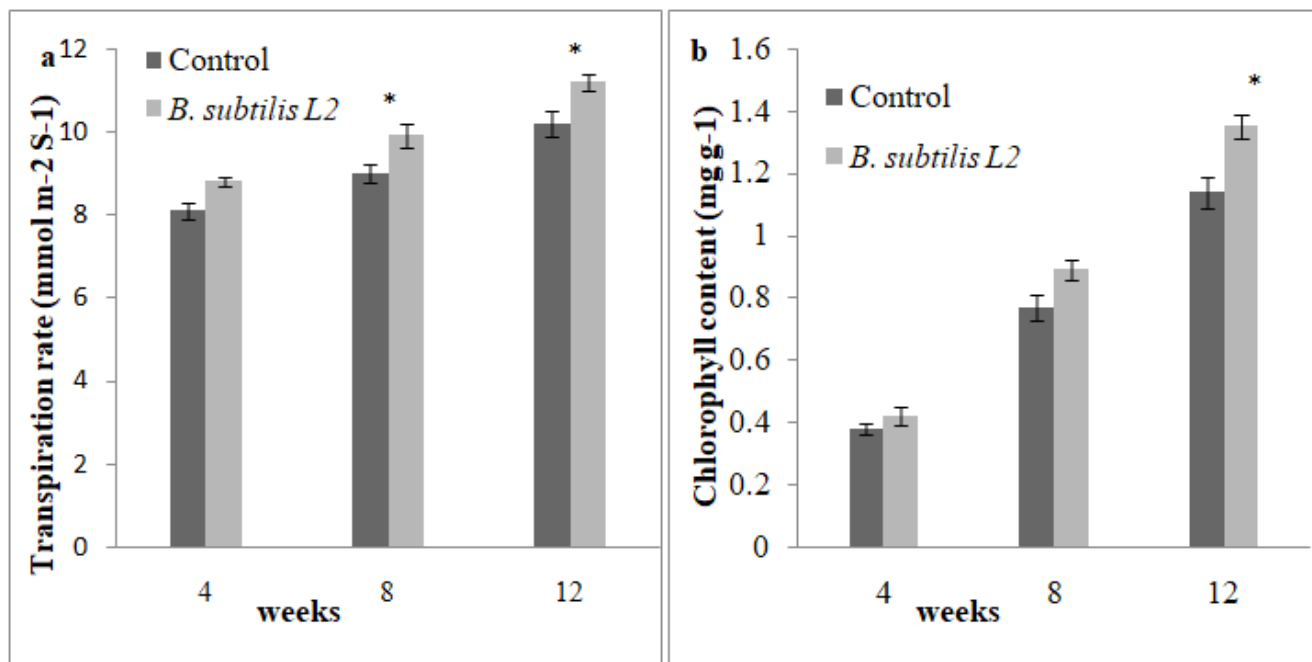 a
Control
B. subtilis L2
Transpiration rate (mmol m-2 S-1)
12
10
8
6
4
2
0
*
*
4
8
12
weeks
b
Control
B. subtilis L2
Chlorophyll content (mg g-1)
1.6
1.4
1.2
1
0.8
0.6
0.4
0.2
0
*
4
8
12
weeks